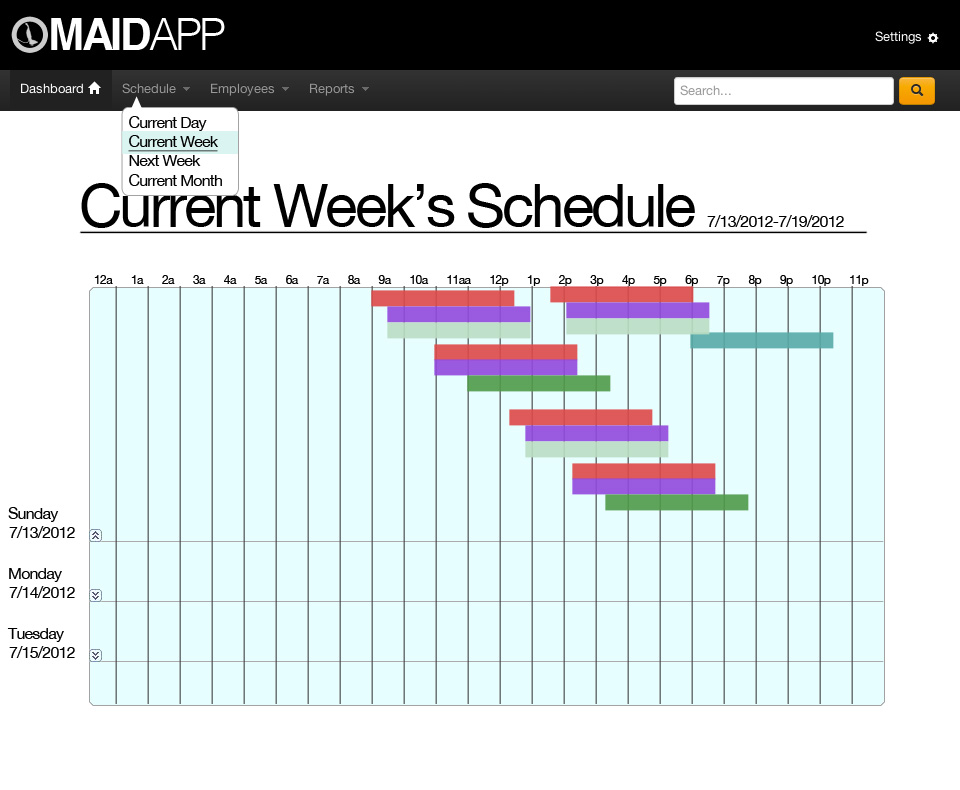 MAIDAPP
Settings
Dashboard Schedule Employees Reports Search...
Current Day
Current Week
Next Week
Current Month
Current Week's Schedule 7/13/2012-7/19/2012
12a 1a 2a 3a 4a 5a 6a 7a 8a 9a 10a 11aa 12p 1p 2p 3p 4p 5p 6p 7p 8p 9p 10p 11p
Sunday
7/13/2012
Monday
7/14/2012
Tuesday
7/15/2012